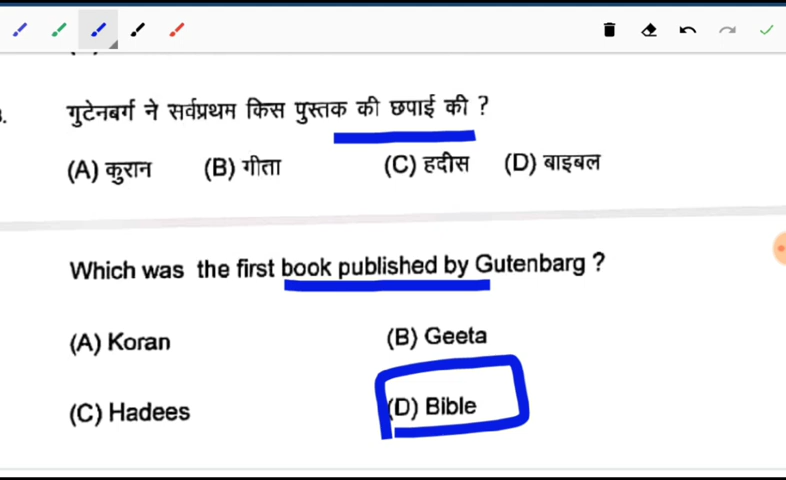 गुटेनबर्ग ने सर्वप्रथम किस पुस्तक की छपाई की ?
(A) कुरान (B) गीता (C) हदीस (D) बाइबल
Which was the first book published by Gutenbarg ?
(A) Koran (B) Geeta
(C) Hadees (D) Bible